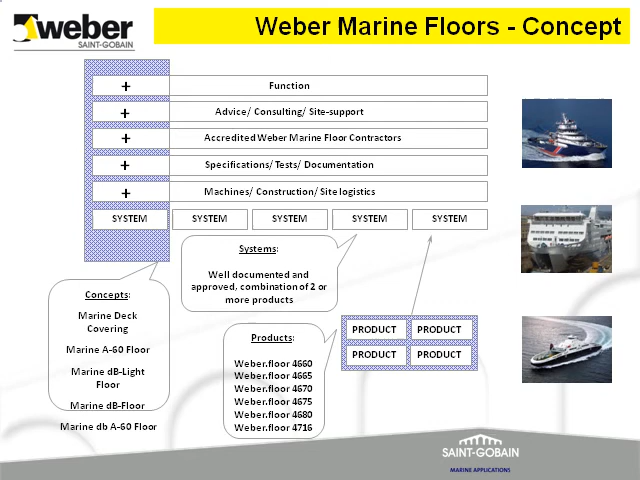 weber
SAINT-GOBAIN
Weber Marine Floors - Concept
+ Function
+ Advice/ Consulting/ Site-support
+ Accredited Weber Marine Floor Contractors
+ Specifications/ Tests/ Documentation
+ Machines/ Construction/ Site logistics
SYSTEM SYSTEM SYSTEM SYSTEM SYSTEM
Systems:
Well documented and
approved, combination of 2 or
more products
Concepts:
Marine Deck
Covering
Marine A-60 Floor
Marine dB-Light
Floor
Marine dB-Floor
Marine db A-60 Floor
Products:
Weber.floor 4660
Weber.floor 4665
Weber.floor 4670
Weber.floor 4675
Weber.floor 4680
Weber.floor 4716
PRODUCT PRODUCT
PRODUCT PRODUCT
SAINT-GOBAIN
MARINE APPLICATIONS